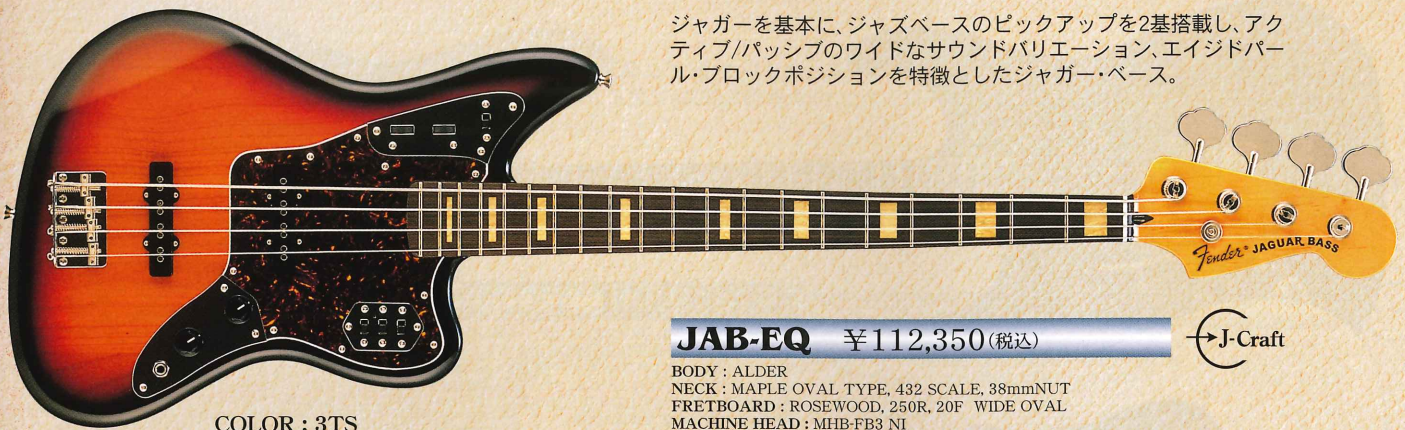 ジャガーを基本に、ジャズベースのピックアップを2基搭載し、アク
ティブ/パッシブのワイドなサウンドバリエーション、エイジドパー
ル・ブロックポジションを特徴としたジャガー・ベース。
Fender® JAGUAR BASS
JAB-EQ ¥112,350(税込)
J-Craft
BODY : ALDER
NECK : MAPLE OVAL TYPE, 432 SCALE, 38mmNUT
FRETBOARD : ROSEWOOD, 250R, 20F WIDE OVAL
MACHINE HEAD : MHB-FB3 NI
COLOR : 3TS